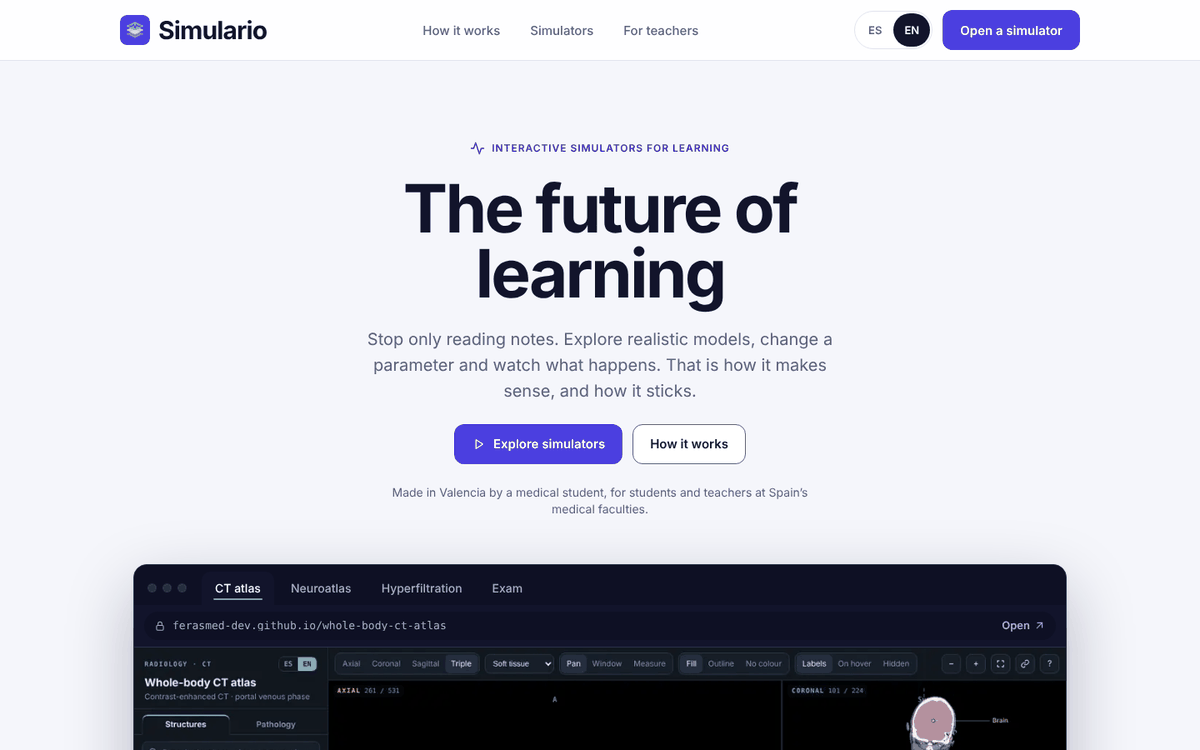 Simulario
How it works
Simulators
For teachers
ES
EN
Open a simulator
INTERACTIVE SIMULATORS FOR LEARNING
The future of
learning
Stop only reading notes. Explore realistic models, change a
parameter and watch what happens. That is how it makes
sense, and how it sticks.
Explore simulators
How it works
Made in Valencia by a medical student, for students and teachers at Spain’s
medical faculties.
CT atlas
Neuroatlas
Hyperfiltration
Exam
ferasmed-dev.github.io/whole-body-ct-atlas
Open
RADIOLOGY · CT
ES
EN
Whole-body CT atlas
Contrast-enhanced CT · portal venous phase
Structures
Pathology
Axial
Coronal
Sagittal
Triple
Soft tissue
Pan
Window
Measure
Fill
Outline
No colour
Labels
On hover
Hidden
−
+
?
AXIAL 261 / 531
A
CORONAL 101 / 224
Brain